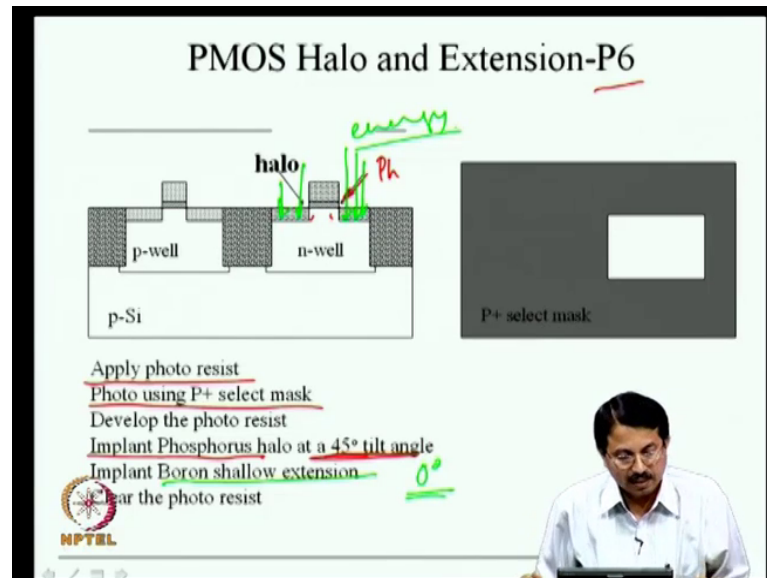 PMOS Halo and Extension-P6
energy
halo
Ph
p-well
n-well
p-Si
P+ select mask
Apply photo resist
Photo using P+ select mask
Develop the photo resist
Implant Phosphorus halo at a 45° tilt angle
Implant Boron shallow extension
0°
Clear the photo resist
NPTEL